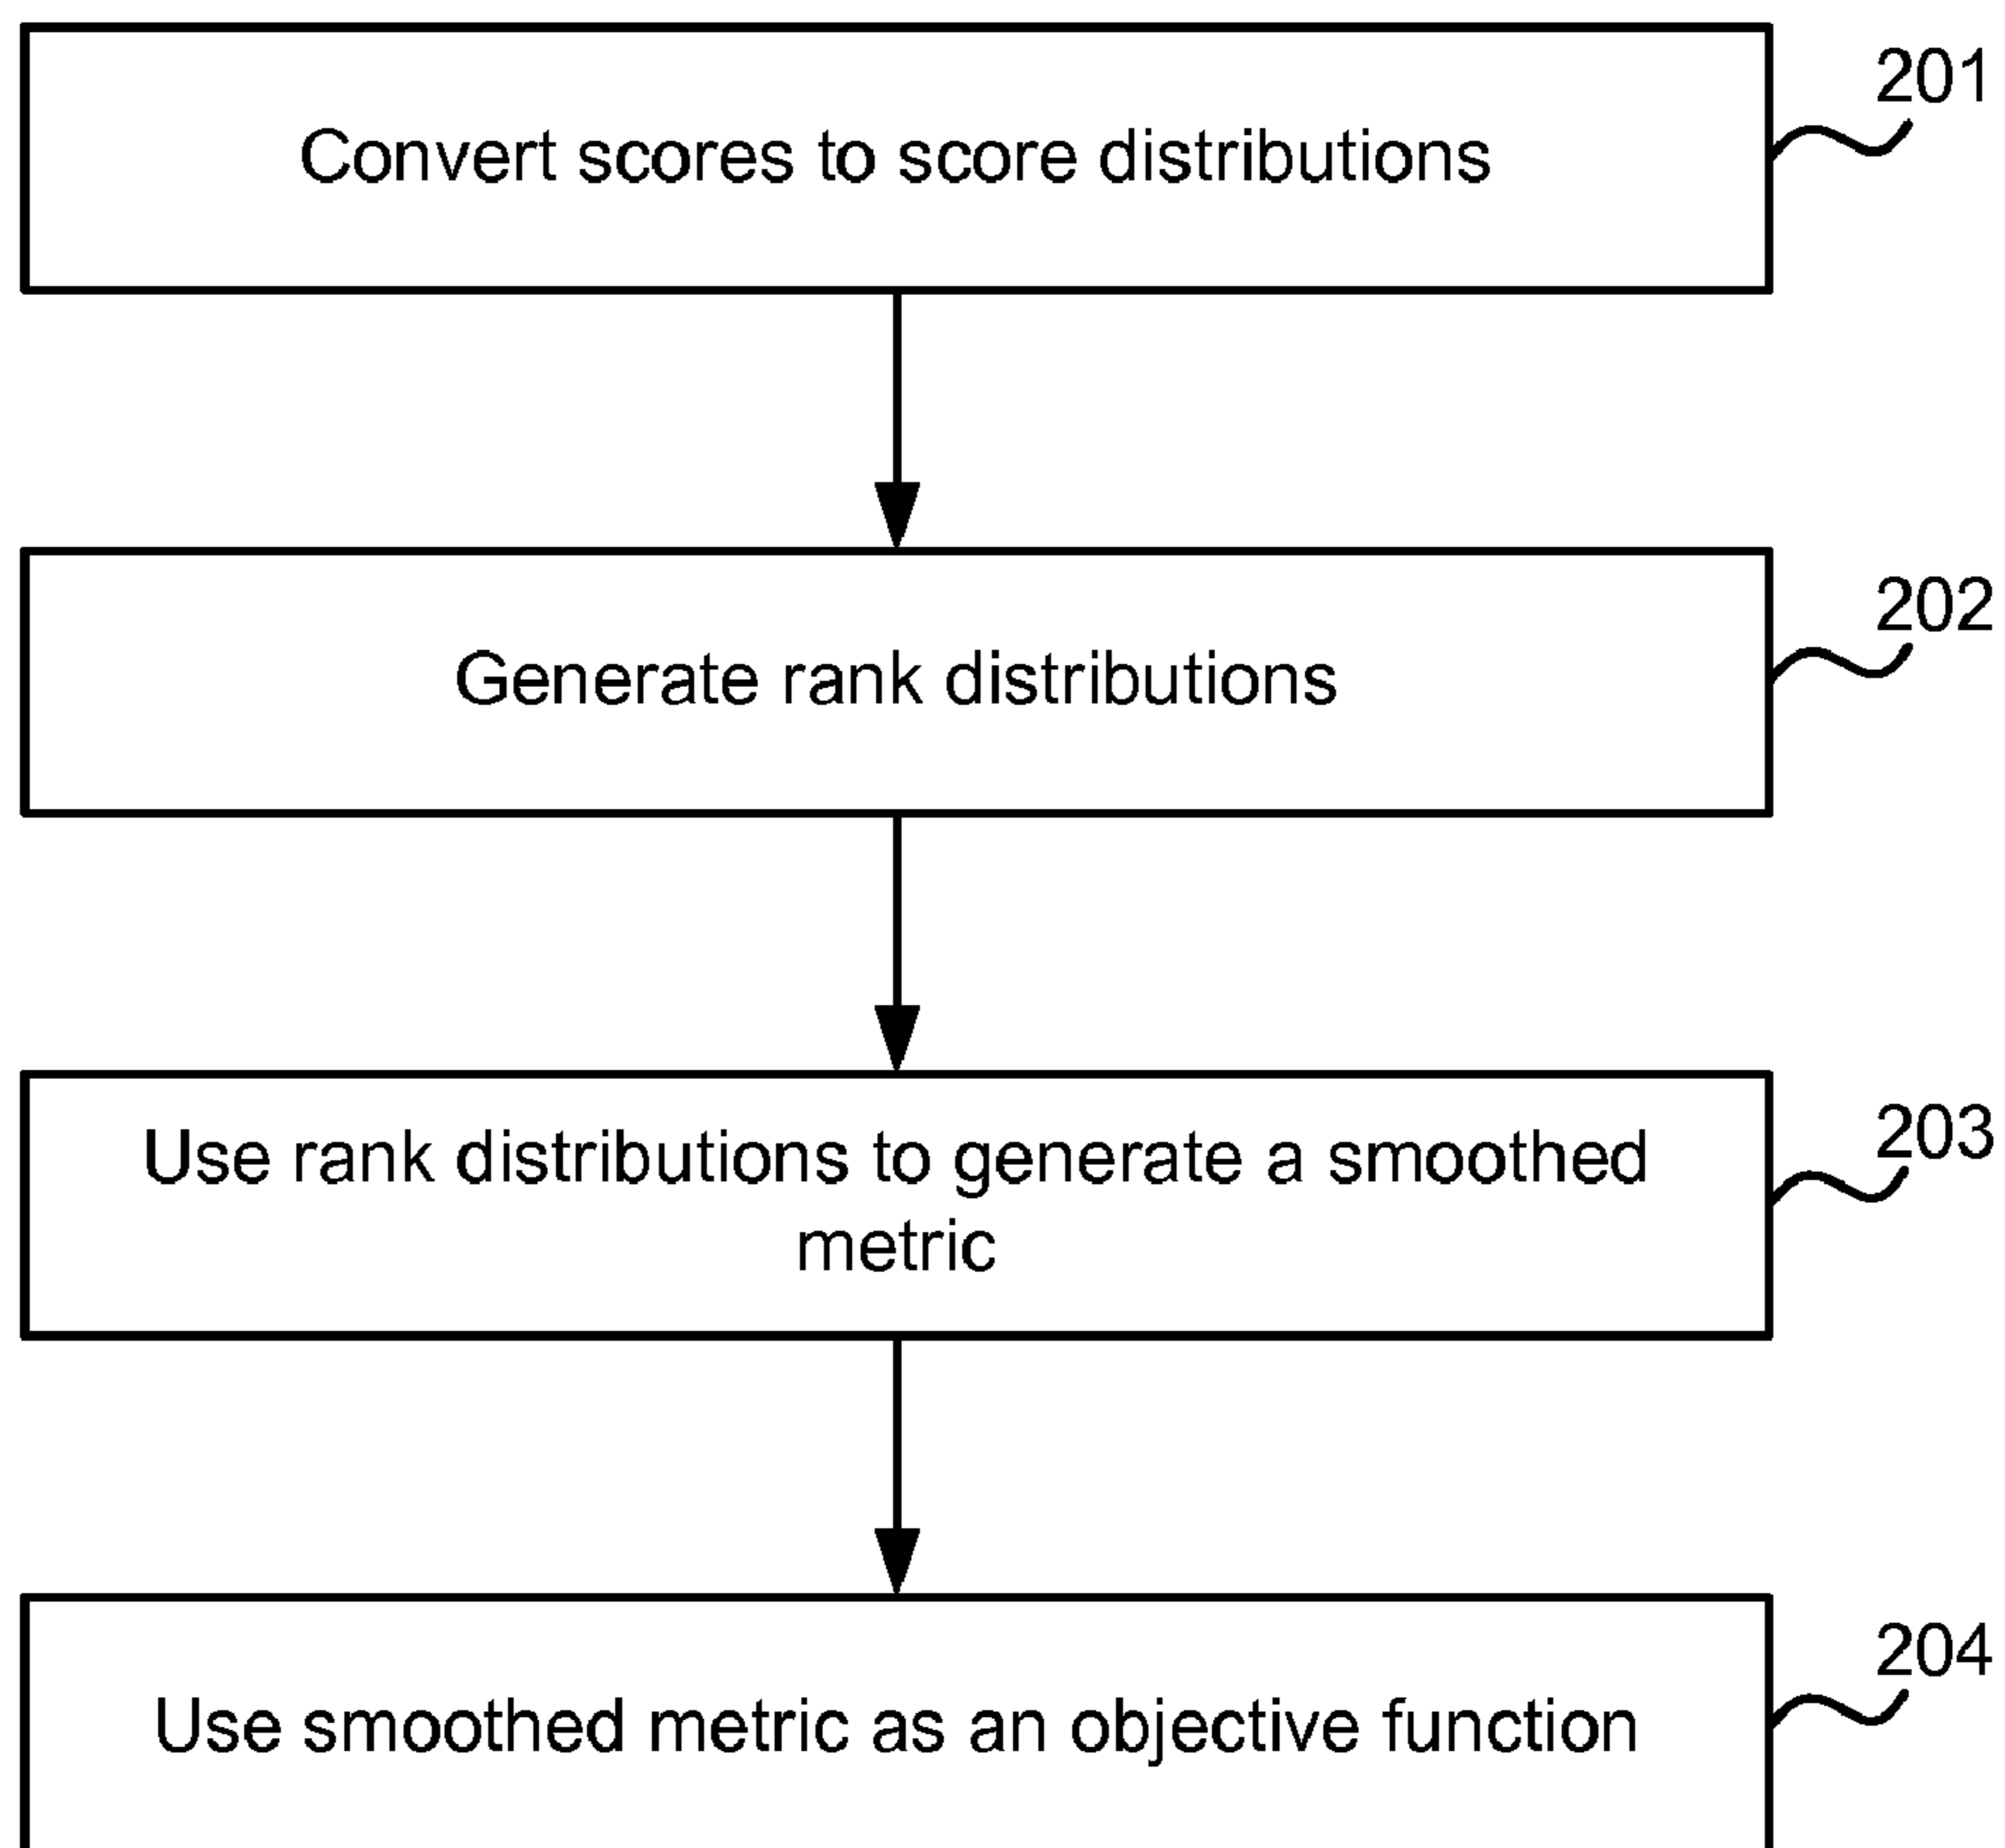 201
Convert scores to score distributions
202
Generate rank distributions
203
Use rank distributions to generate a smoothed
metric
204
Use smoothed metric as an objective function